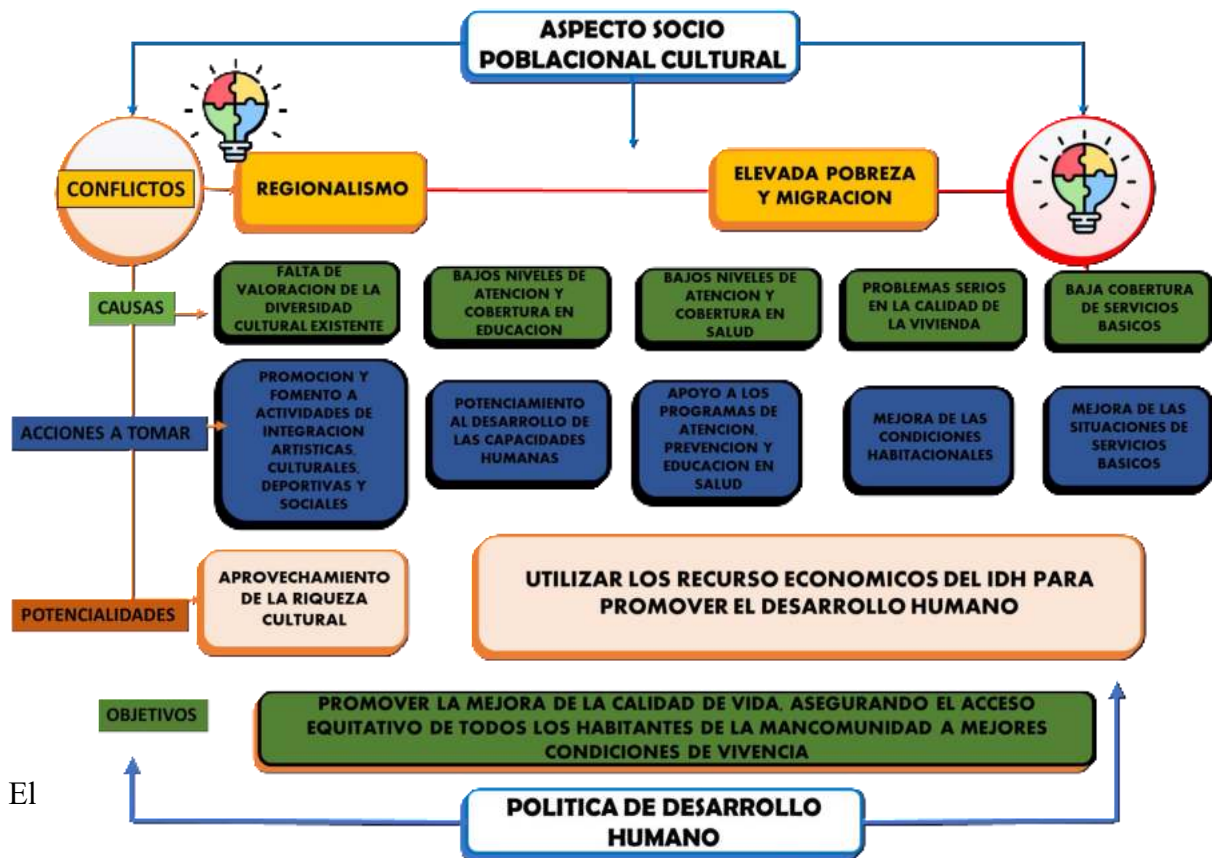 ASPECTO SOCIO
POBLACIONAL CULTURAL
CONFLICTOS
REGIONALISMO
ELEVADA POBREZA
Y MIGRACION
CAUSAS
FALTA DE
VALORACION DE LA
DIVERSIDAD
CULTURAL EXISTENTE
BAJOS NIVELES DE
ATENCION Y
COBERTURA EN
EDUCACION
BAJOS NIVELES DE
ATENCION Y
COBERTURA EN
SALUD
PROBLEMAS SERIOS
EN LA CALIDAD DE
LA VIVIENDA
BAJA COBERTURA
DE SERVICIOS
BASICOS
ACCIONES A TOMAR
PROMOCION Y
FOMENTO A
ACTIVIDADES DE
INTEGRACION
ARTISTICAS,
CULTURALES,
DEPORTIVAS Y
SOCIALES
POTENCIAMIENTO
AL DESARROLLO DE
LAS CAPACIDADES
HUMANAS
APOYO A LOS
PROGRAMAS DE
ATENCION,
PREVENCION Y
EDUCACION EN
SALUD
MEJORA DE LAS
CONDICIONES
HABITACIONALES
MEJORA DE LAS
SITUACIONES DE
SERVICIOS
BASICOS
POTENCIALIDADES
APROVECHAMIENTO
DE LA RIQUEZA
CULTURAL
UTILIZAR LOS RECURSO ECONOMICOS DEL IDH PARA
PROMOVER EL DESARROLLO HUMANO
OBJETIVOS
PROMOVER LA MEJORA DE LA CALIDAD DE VIDA, ASEGURANDO EL ACCESO
EQUITATIVO DE TODOS LOS HABITANTES DE LA MANCOMUNIDAD A MEJORES
CONDICIONES DE VIVENCIA
El
POLITICA DE DESARROLLO
HUMANO